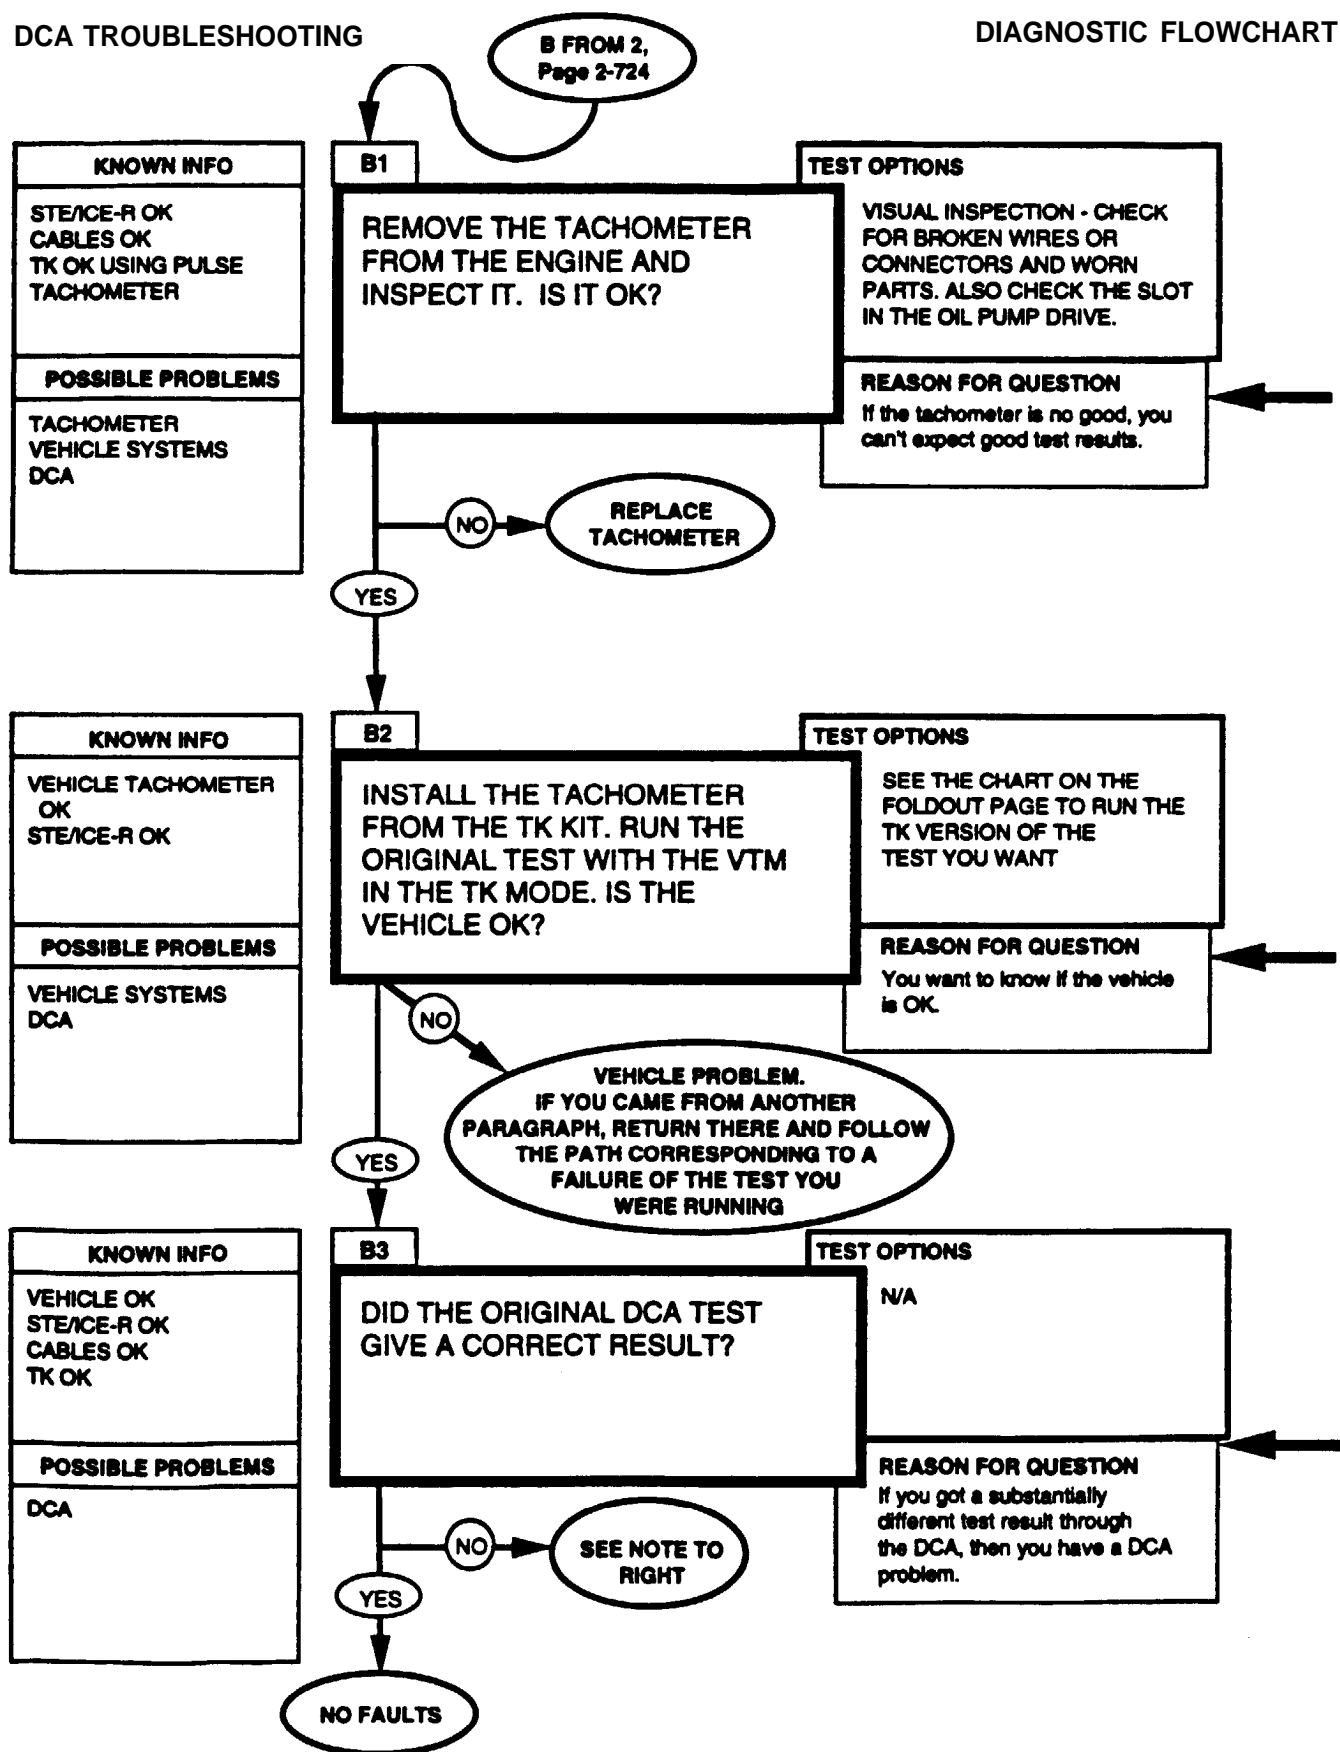 DCA TROUBLESHOOTING
DIAGNOSTIC FLOWCHART
B FROM 2,
Page 2-724
KNOWN INFO
STE/ICE-R OK
CABLES OK
TK OK USING PULSE
TACHOMETER
POSSIBLE PROBLEMS
TACHOMETER
VEHICLE SYSTEMS
DCA
B1
REMOVE THE TACHOMETER
FROM THE ENGINE AND
INSPECT IT. IS IT OK?
TEST OPTIONS
VISUAL INSPECTION - CHECK
FOR BROKEN WIRES OR
CONNECTORS AND WORN
PARTS. ALSO CHECK THE SLOT
IN THE OIL PUMP DRIVE.
REASON FOR QUESTION
If the tachometer is no good, you
can't expect good test results.
NO
REPLACE
TACHOMETER
YES
KNOWN INFO
VEHICLE TACHOMETER
OK
STE/ICE-R OK
POSSIBLE PROBLEMS
VEHICLE SYSTEMS
DCA
B2
INSTALL THE TACHOMETER
FROM THE TK KIT. RUN THE
ORIGINAL TEST WITH THE VTM
IN THE TK MODE. IS THE
VEHICLE OK?
TEST OPTIONS
SEE THE CHART ON THE
FOLDOUT PAGE TO RUN THE
TK VERSION OF THE
TEST YOU WANT
REASON FOR QUESTION
You want to know if the vehicle
is OK.
NO
VEHICLE PROBLEM.
IF YOU CAME FROM ANOTHER
PARAGRAPH, RETURN THERE AND FOLLOW
THE PATH CORRESPONDING TO A
FAILURE OF THE TEST YOU
WERE RUNNING
YES
KNOWN INFO
VEHICLE OK
STE/ICE-R OK
CABLES OK
TK OK
POSSIBLE PROBLEMS
DCA
B3
DID THE ORIGINAL DCA TEST
GIVE A CORRECT RESULT?
TEST OPTIONS
N/A
REASON FOR QUESTION
If you got a substantially
different test result through
the DCA, then you have a DCA
problem.
NO
SEE NOTE TO
RIGHT
YES
NO FAULTS